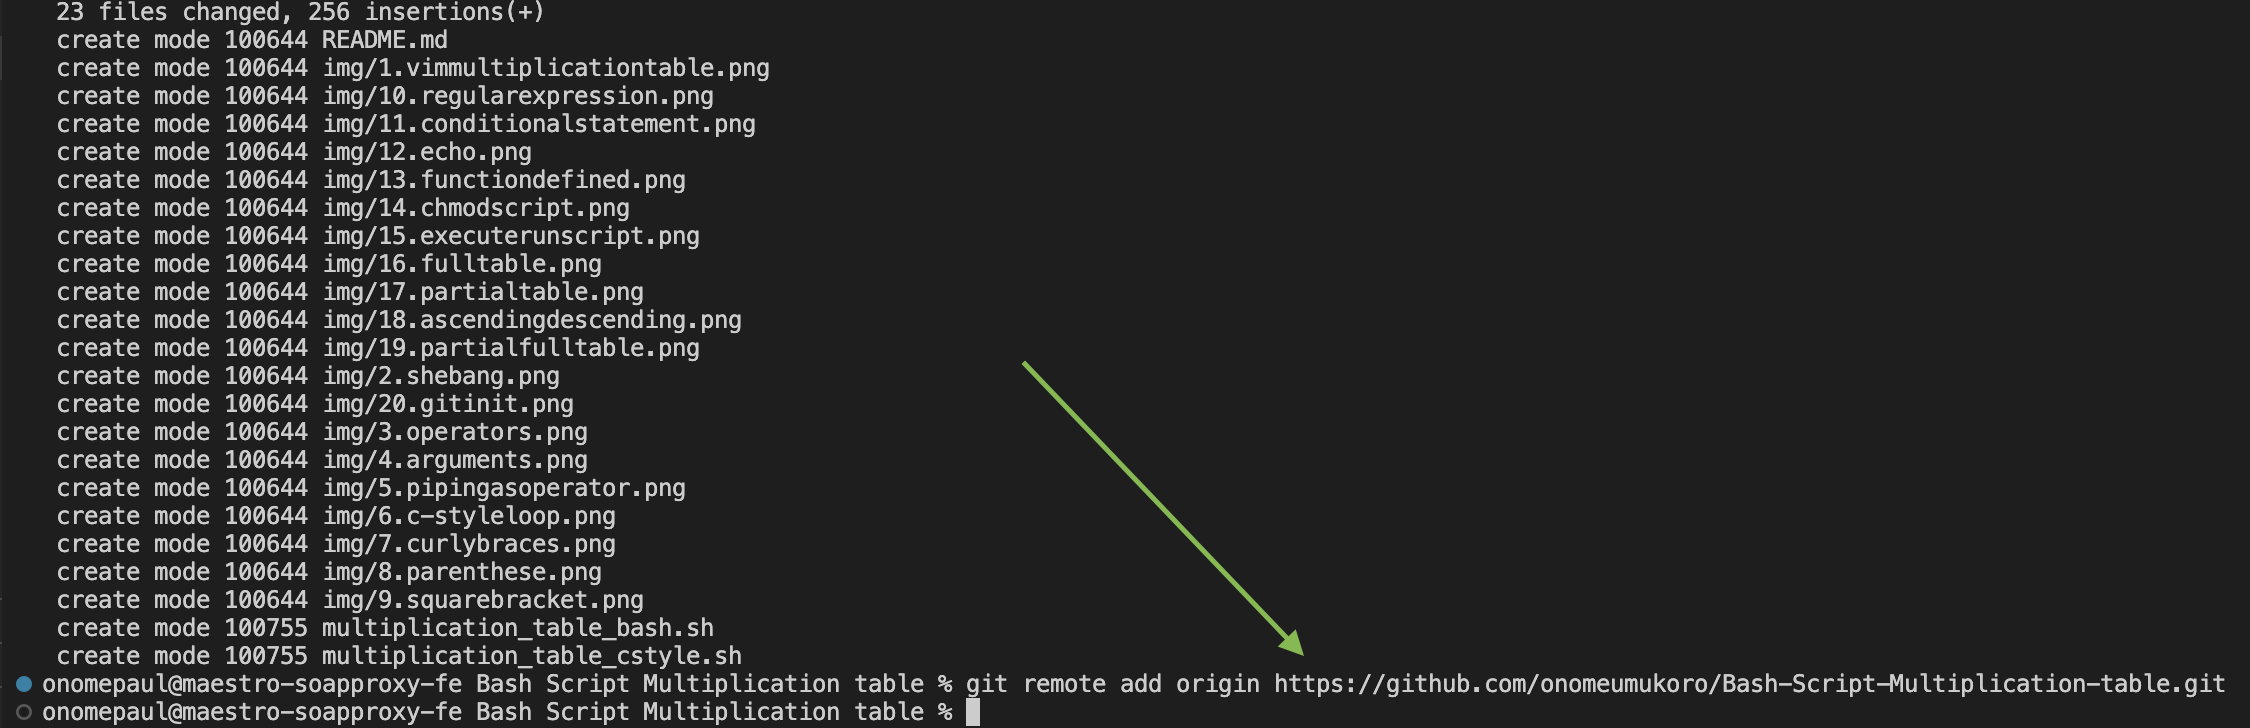 23 files changed, 256 insertions(+)
create mode 100644 README.md
create mode 100644 img/1.vimmultiplicationtable.png
create mode 100644 img/10.regularexpression.png
create mode 100644 img/11.conditionalstatement.png
create mode 100644 img/12.echo.png
create mode 100644 img/13.functiondefined.png
create mode 100644 img/14.chmodscript.png
create mode 100644 img/15.executerunscript.png
create mode 100644 img/16.fulltable.png
create mode 100644 img/17.partialtable.png
create mode 100644 img/18.ascendingdescending.png
create mode 100644 img/19.partialfulltable.png
create mode 100644 img/2.shebang.png
create mode 100644 img/20.gitinit.png
create mode 100644 img/3.operators.png
create mode 100644 img/4.arguments.png
create mode 100644 img/5.pipingasoperator.png
create mode 100644 img/6.c-styleloop.png
create mode 100644 img/7.curlybraces.png
create mode 100644 img/8.parenthese.png
create mode 100644 img/9.squarebracket.png
create mode 100755 multiplication_table_bash.sh
create mode 100755 multiplication_table_cstyle.sh
onomepaul@maestro-soapproxy-fe Bash Script Multiplication table % git remote add origin https://github.com/onomeumukoro/Bash-Script-Multiplication-table.git
onomepaul@maestro-soapproxy-fe Bash Script Multiplication table %